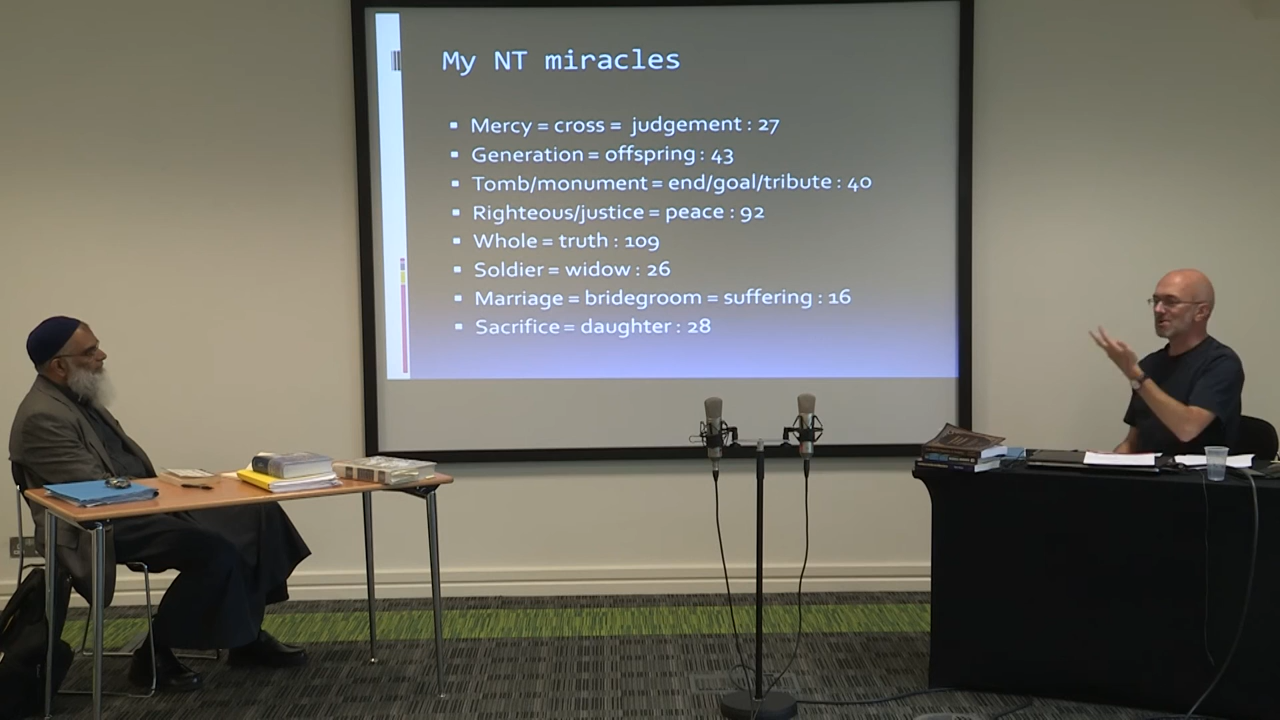 My NT miracles
▪ Mercy = cross = judgement : 27
▪ Generation = offspring : 43
▪ Tomb/monument = end/goal/tribute : 40
▪ Righteous/justice = peace : 92
▪ Whole = truth : 109
▪ Soldier = widow : 26
▪ Marriage = bridegroom = suffering : 16
▪ Sacrifice = daughter : 28